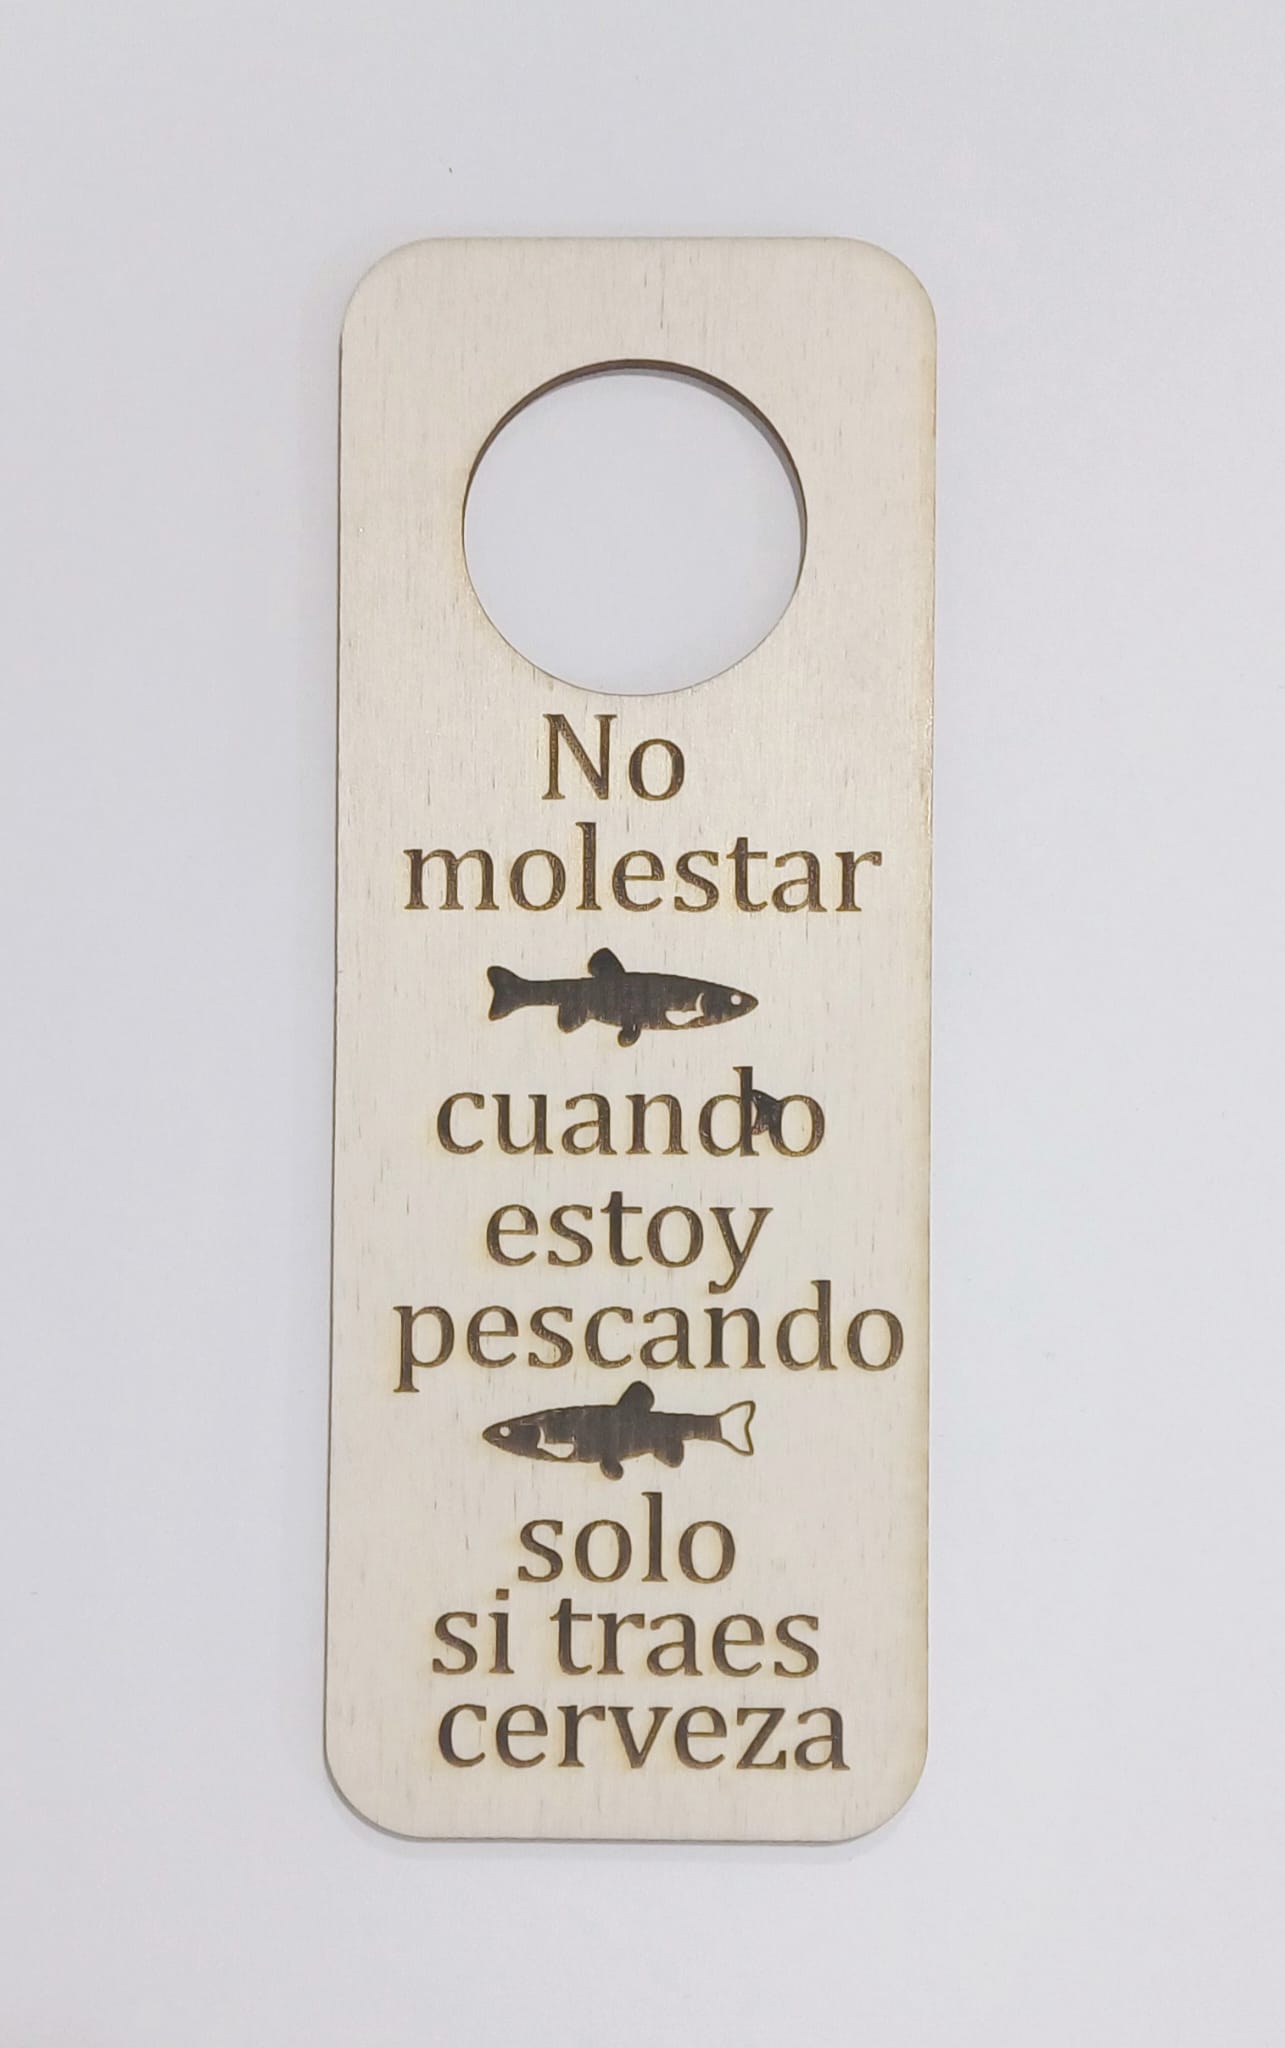 No
molestar
cuando
estoy
pescando
solo
si traes
cerveza